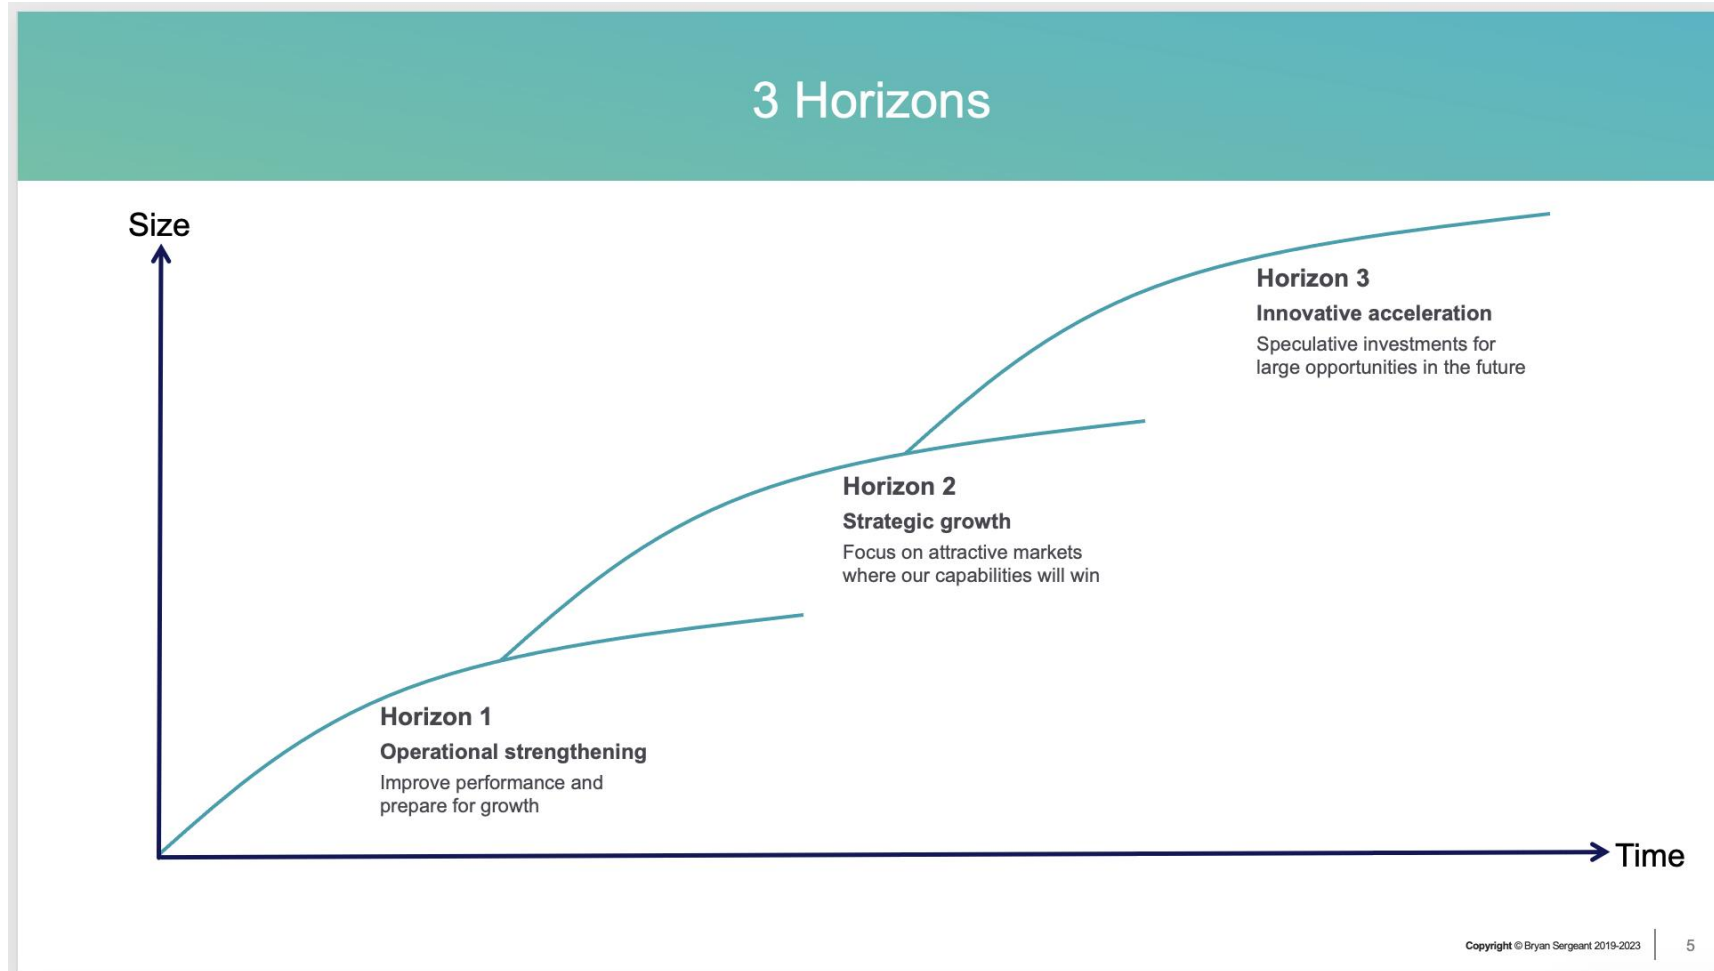 3 Horizons
Size
Horizon 3
Innovative acceleration
Speculative investments for
large opportunities in the future
Horizon 2
Strategic growth
Focus on attractive markets
where our capabilities will win
Horizon 1
Operational strengthening
Improve performance and
prepare for growth
Time
Copyright © Bryan Sergeant 2019-2023
5